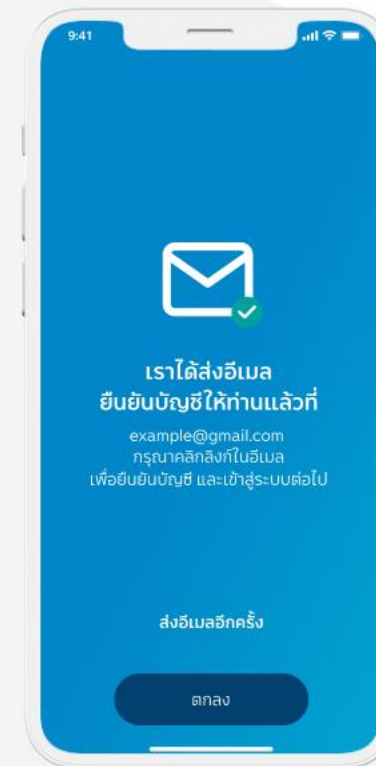 9:41
เราได้ส่งอีเมล
ยืนยันบัญชีให้ท่านแล้วที่
example@gmail.com
กรุณาคลิกลิงก์ในอีเมล
เพื่อยืนยันบัญชี และเข้าสู่ระบบต่อไป
ส่งอีเมลอีกครั้ง
ตกลง